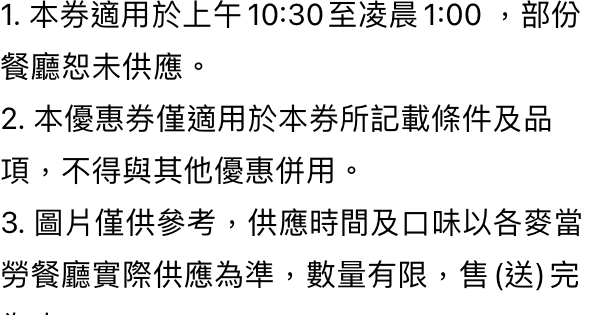 1. 本券適用於上午10:30至凌晨1:00 ，部份
餐廳恕未供應。
2. 本優惠券僅適用於本券所記載條件及品
項，不得與其他優惠併用。
3. 圖片僅供參考，供應時間及口味以各麥當
勞餐廳實際供應為準，數量有限，售(送)完